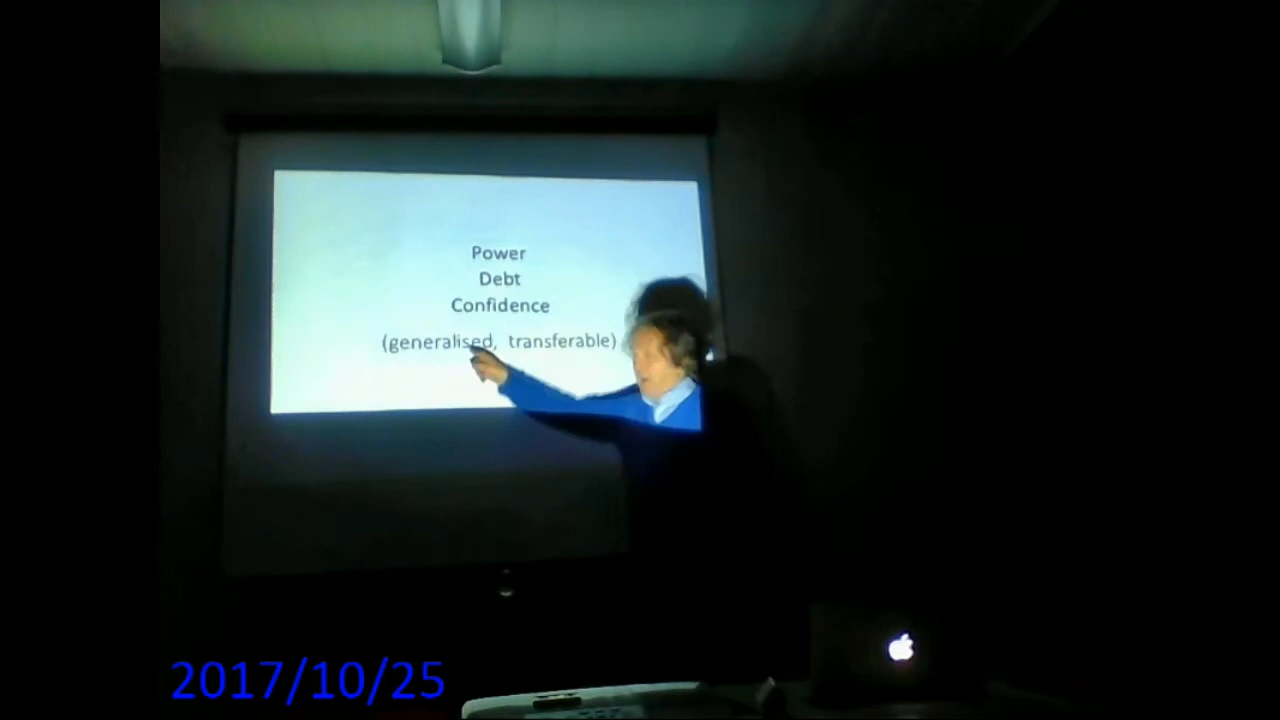 Power
Debt
Confidence
(generalised, transferable)
2017/10/25